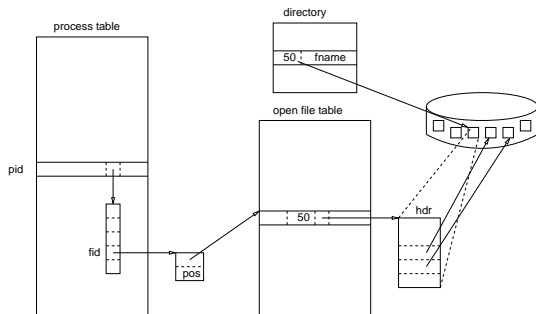 directory
process table
50 fname
open file table
pid
50
hdr
fid
pos